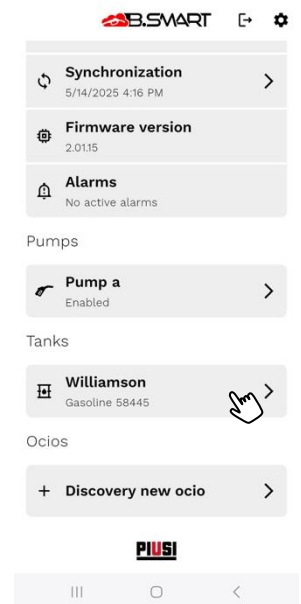 B.SMART
Synchronization
5/14/2025 4:16 PM
Firmware version
2.01.15
Alarms
No active alarms
Pumps
Pump a
Enabled
Tanks
Williamson
Gasoline 58445
Ocios
+ Discovery new ocio
PIUSI